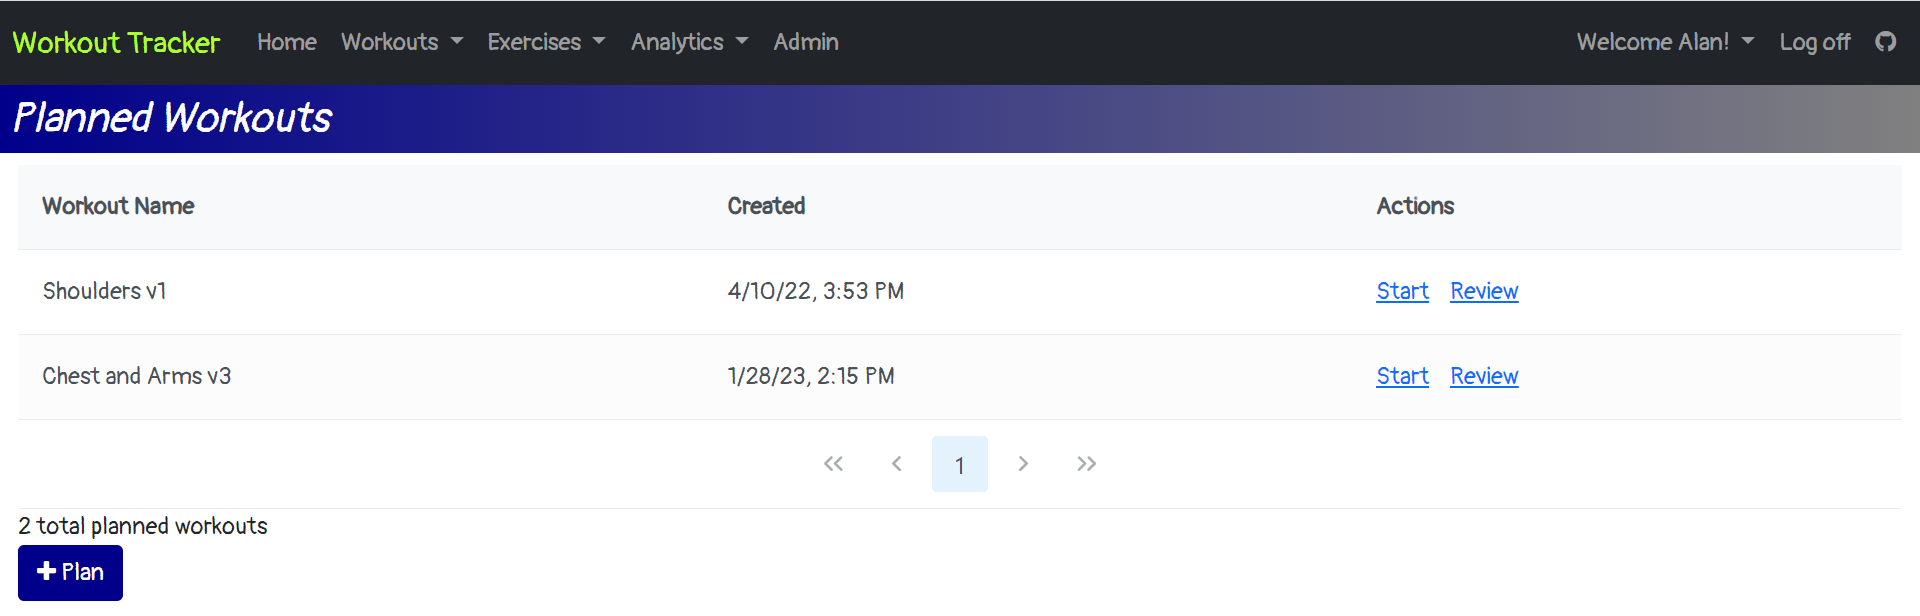 Workout Tracker Home Workouts Exercises Analytics Admin Welcome Alan! Log off
Planned Workouts
Workout Name Created Actions
Shoulders v1 4/10/22, 3:53 PM Start Review
Chest and Arms v3 1/28/23, 2:15 PM Start Review
« ‹ 1 › »
2 total planned workouts
+ Plan